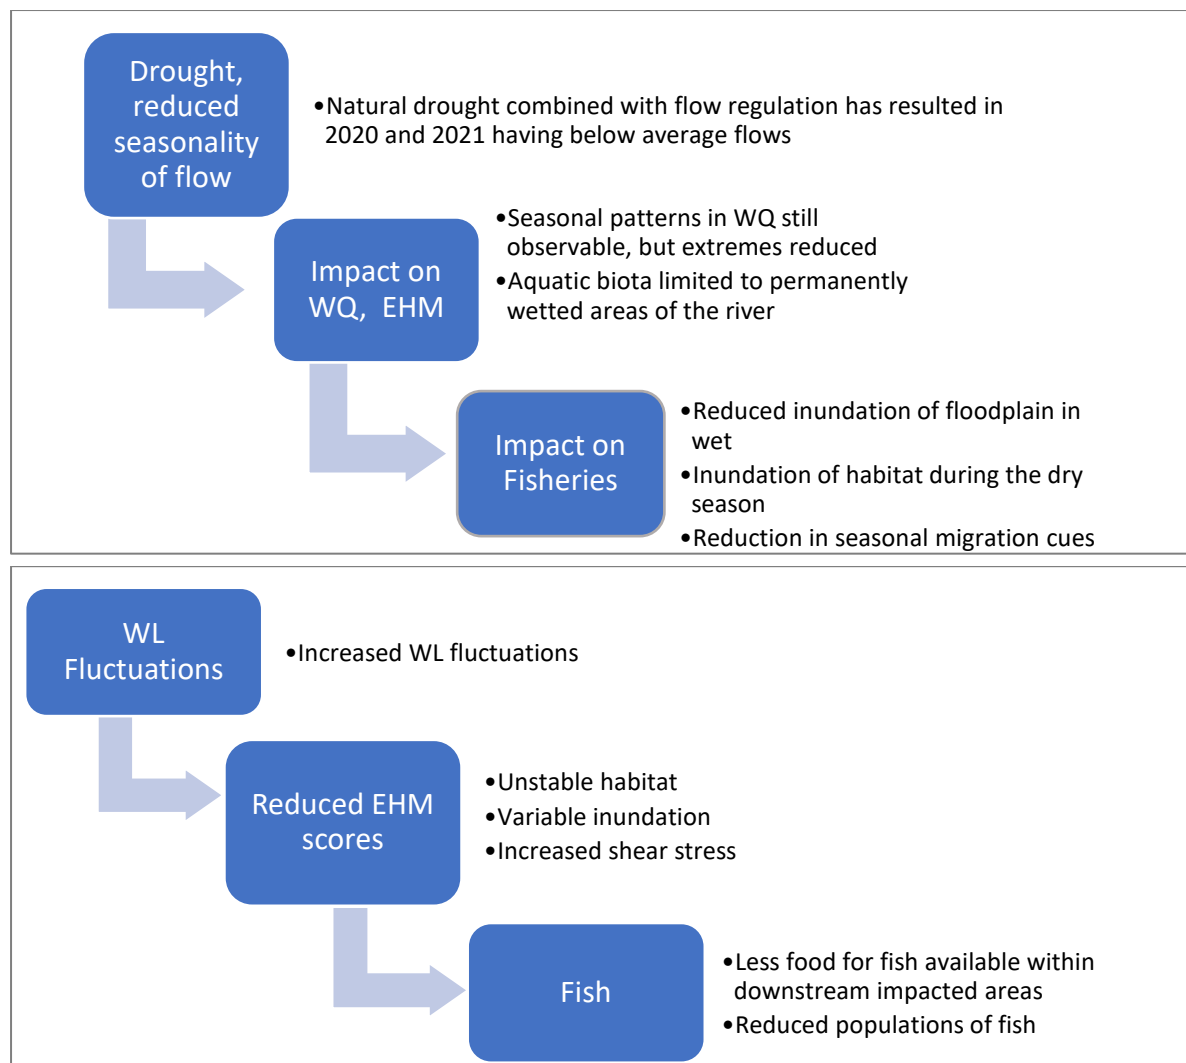 Drought,
reduced
seasonality
of flow
•Natural drought combined with flow regulation has resulted in
2020 and 2021 having below average flows
Impact on
WQ, EHM
•Seasonal patterns in WQ still
observable, but extremes reduced
•Aquatic biota limited to permanently
wetted areas of the river
Impact on
Fisheries
•Reduced inundation of floodplain in
wet
•Inundation of habitat during the dry
season
•Reduction in seasonal migration cues
WL
Fluctuations
•Increased WL fluctuations
Reduced EHM
scores
•Unstable habitat
•Variable inundation
•Increased shear stress
Fish
•Less food for fish available within
downstream impacted areas
•Reduced populations of fish